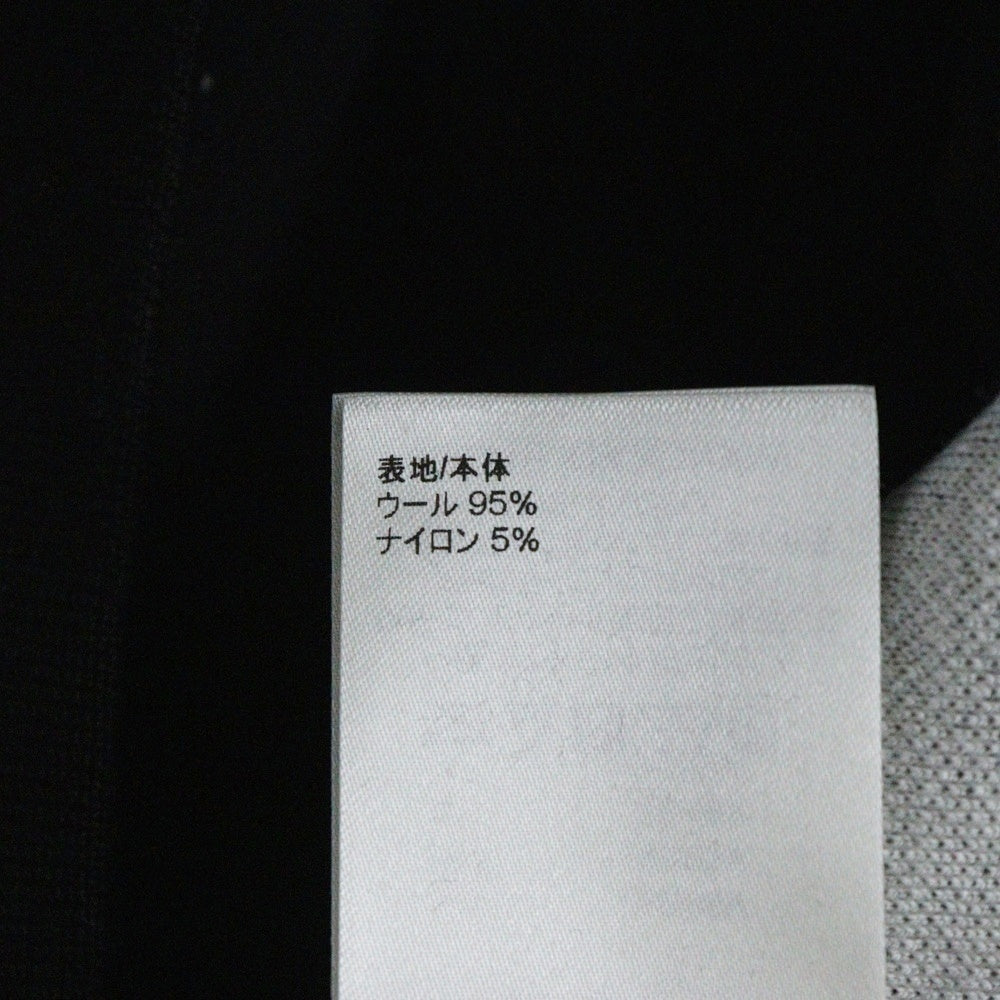 表地/本体
ウール 95%
ナイロン 5%